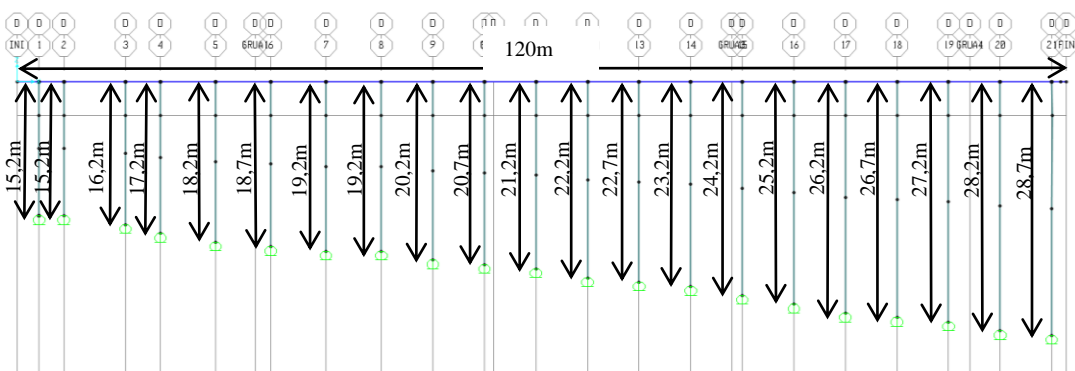 D D D D D D D D D D D D D D D D D D D D D D D D
INI 1 2 3 4 5 GRUA1 6 7 8 9 13 14 16 17 18 19 GRUA4 20 21 FIN
120m
15,2m 15,2m 16,2m 17,2m 18,2m 18,7m 19,2m 19,2m 20,2m 20,7m 21,2m 22,2m 22,7m 23,2m 24,2m 25,2m 26,2m 26,7m 27,2m 28,2m 28,7m